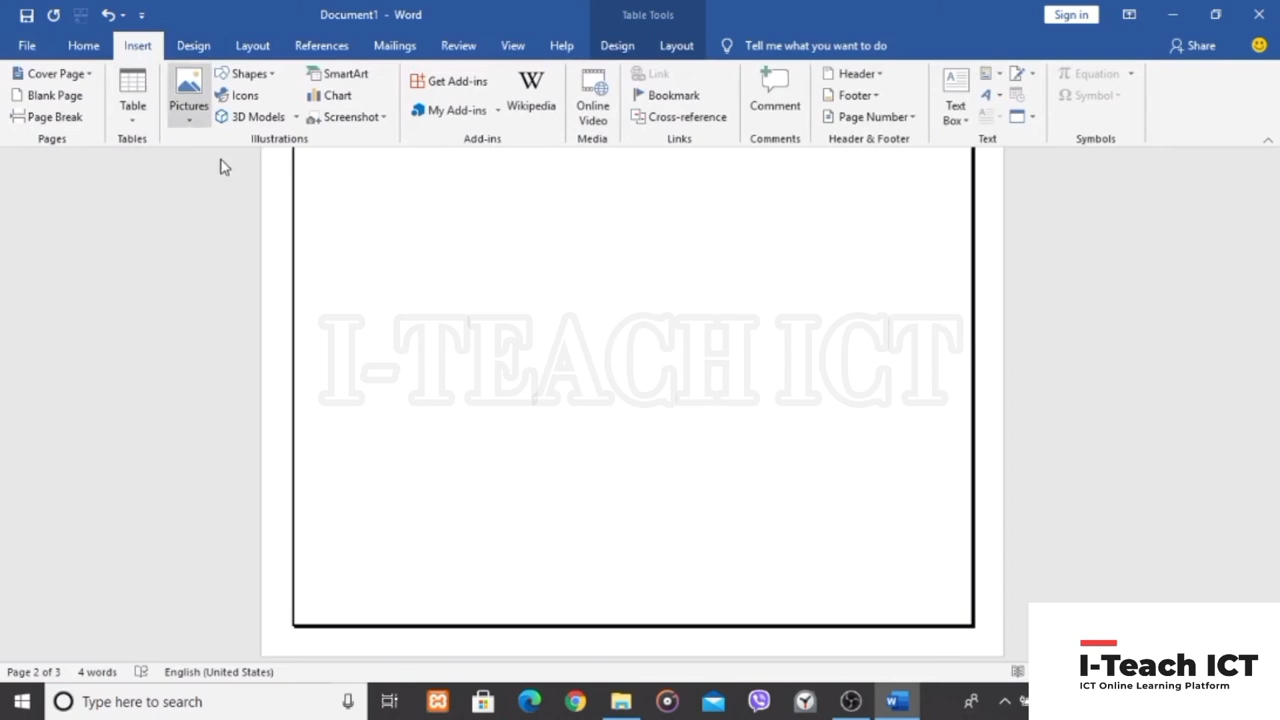 Document1 - Word
Table Tools
Sign in
File
Home
Insert
Design
Layout
References
Mailings
Review
View
Help
Design
Layout
Tell me what you want to do
Share
Cover Page
Blank Page
Page Break
Pages
Table
Tables
Pictures
Shapes
Icons
3D Models
SmartArt
Chart
Screenshot
Illustrations
Get Add-ins
My Add-ins
Wikipedia
Add-ins
Online
Video
Media
Link
Bookmark
Cross-reference
Links
Comment
Comments
Header
Footer
Page Number
Header & Footer
Text
Box
Text
Equation
Symbol
Symbols
I-TEACH ICT
Page 2 of 3
4 words
English (United States)
Type here to search
I-Teach ICT
ICT Online Learning Platform